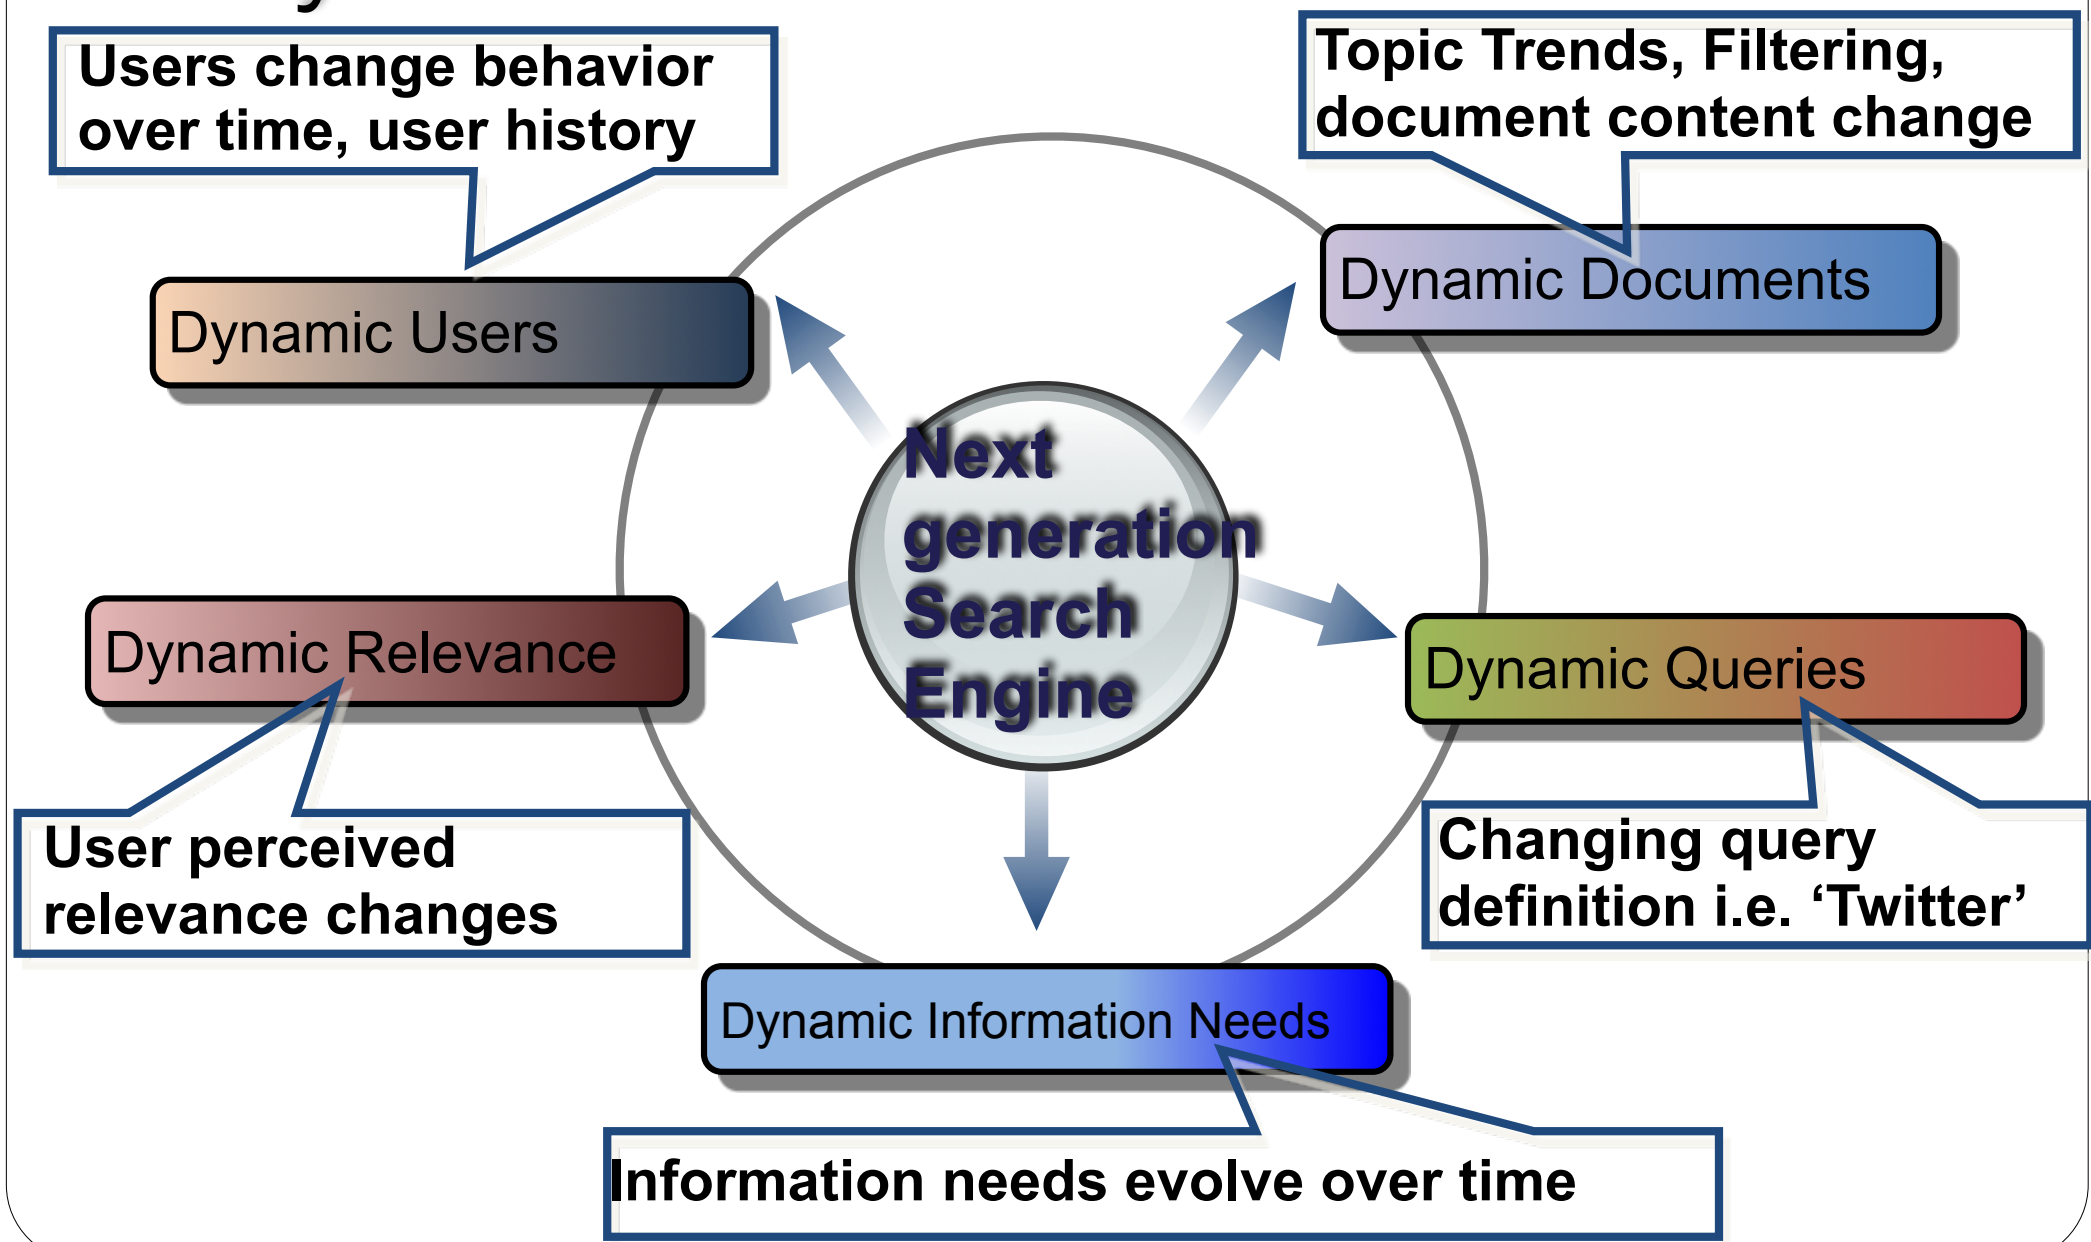 Users change behavior
over time, user history
Topic Trends, Filtering,
document content change
Dynamic Users
Dynamic Documents
Next
generation
Search
Engine
Dynamic Relevance
Dynamic Queries
User perceived
relevance changes
Changing query
definition i.e. ‘Twitter’
Dynamic Information Needs
Information needs evolve over time